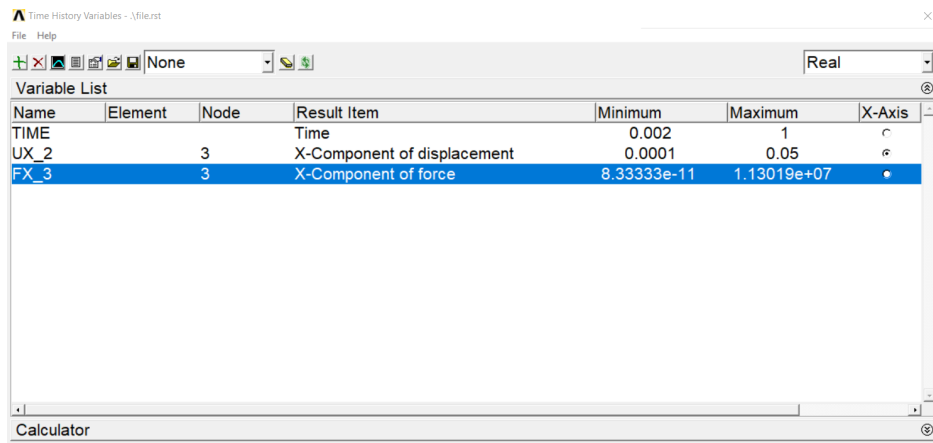 Time History Variables - .\file.rst
File Help
None Real
Variable List
Name Element Node Result Item Minimum Maximum X-Axis
TIME Time 0.002 1
UX_2 3 X-Component of displacement 0.0001 0.05
FX_3 3 X-Component of force 8.33333e-11 1.13019e+07
Calculator